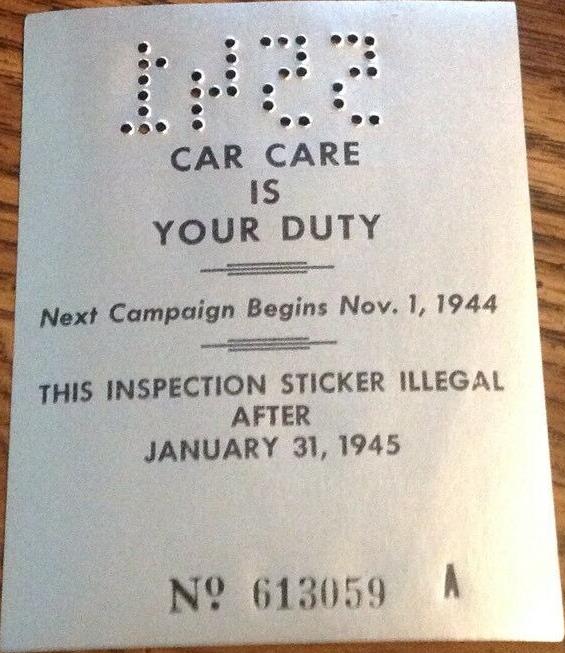 CAR CARE
IS
YOUR DUTY
Next Campaign Begins Nov. 1, 1944
THIS INSPECTION STICKER ILLEGAL
AFTER
JANUARY 31, 1945
Nº 613059 A